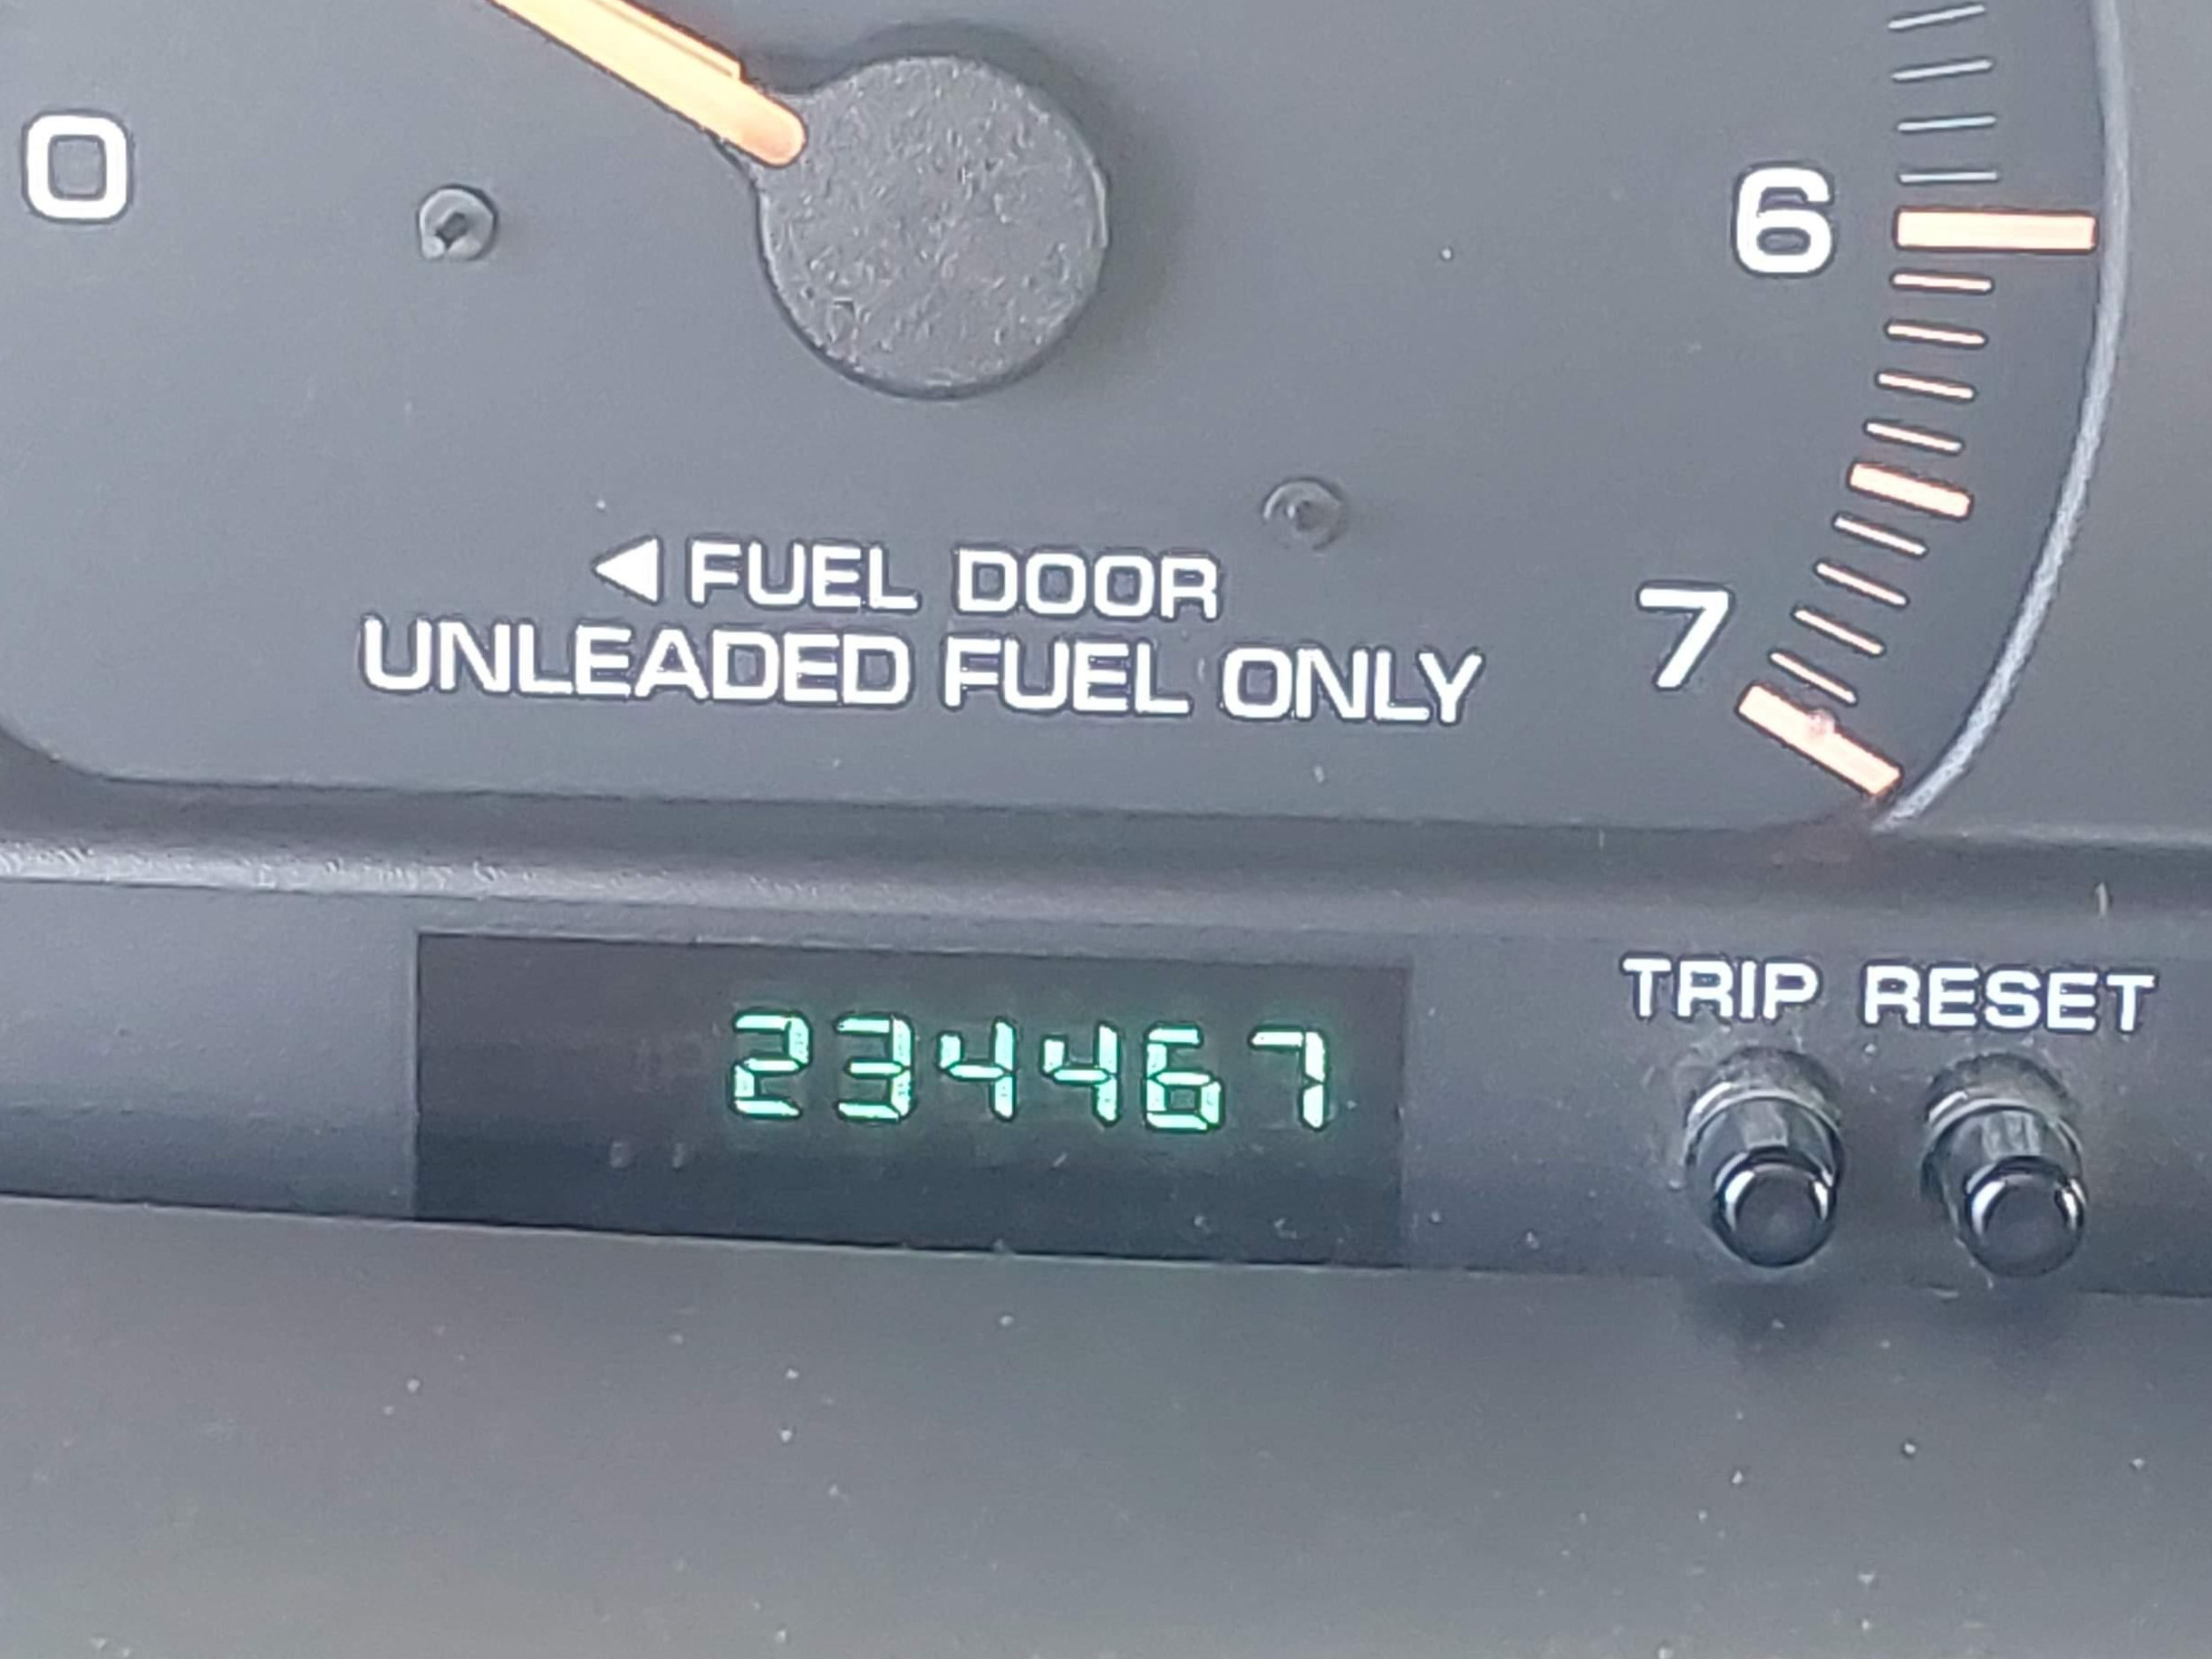 0
6
◀ FUEL DOOR
UNLEADED FUEL ONLY
7
TRIP RESET
234467